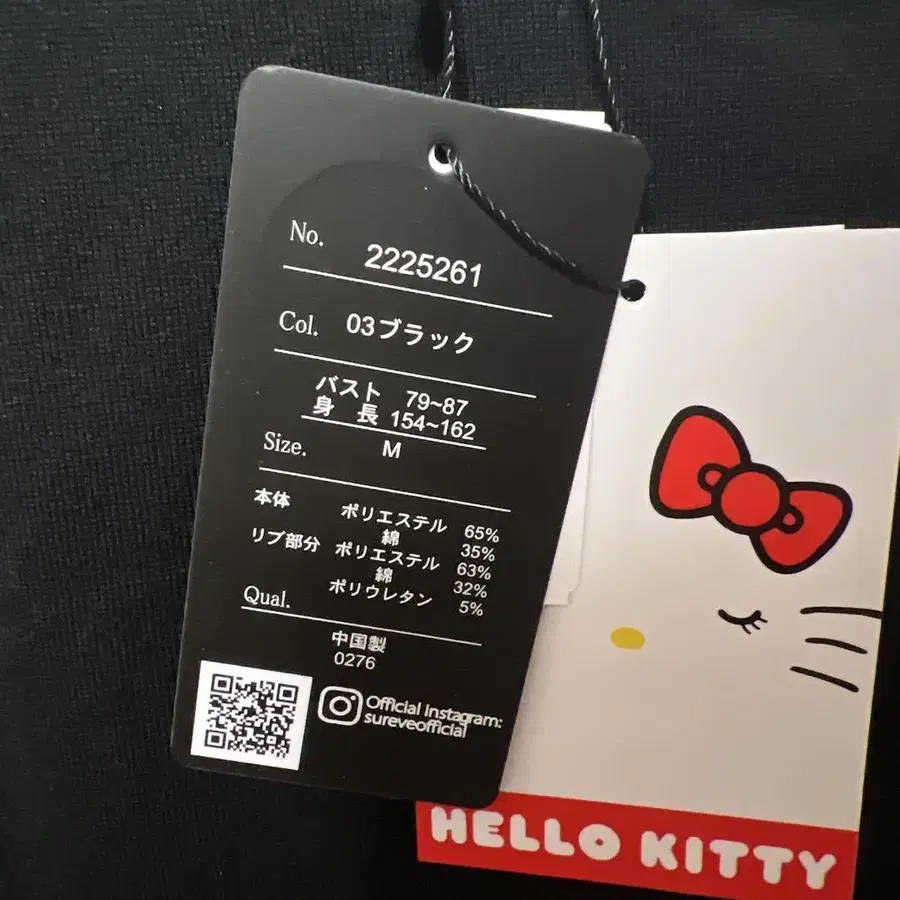 No. 2225261
Col. 03ブラック
バスト 79~87
身 長 154~162
Size. M
本体 ポリエステル 65%
綿 35%
リブ部分 ポリエステル 63%
綿 32%
ポリウレタン 5%
Qual.
中国製
0276
Official Instagram:
sureveofficial
HELLO KITTY